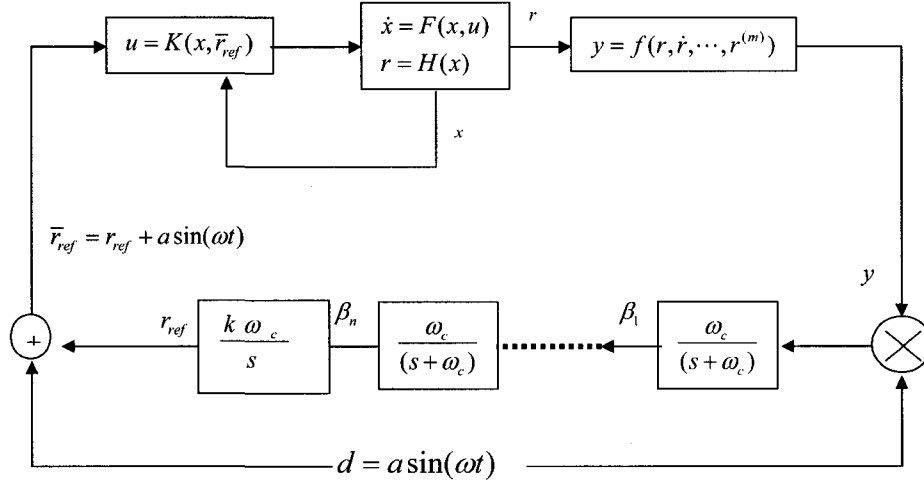 u = K(x, r̅_ref)
ẋ = F(x,u)
r = H(x)
r
y = f(r, ṙ, ⋯, r^(m))
x
r̅_ref = r_ref + a sin(ωt)
y
+
r_ref
k ω_c
s
β_n
ω_c
(s + ω_c)
β_1
ω_c
(s + ω_c)
d = a sin(ωt)